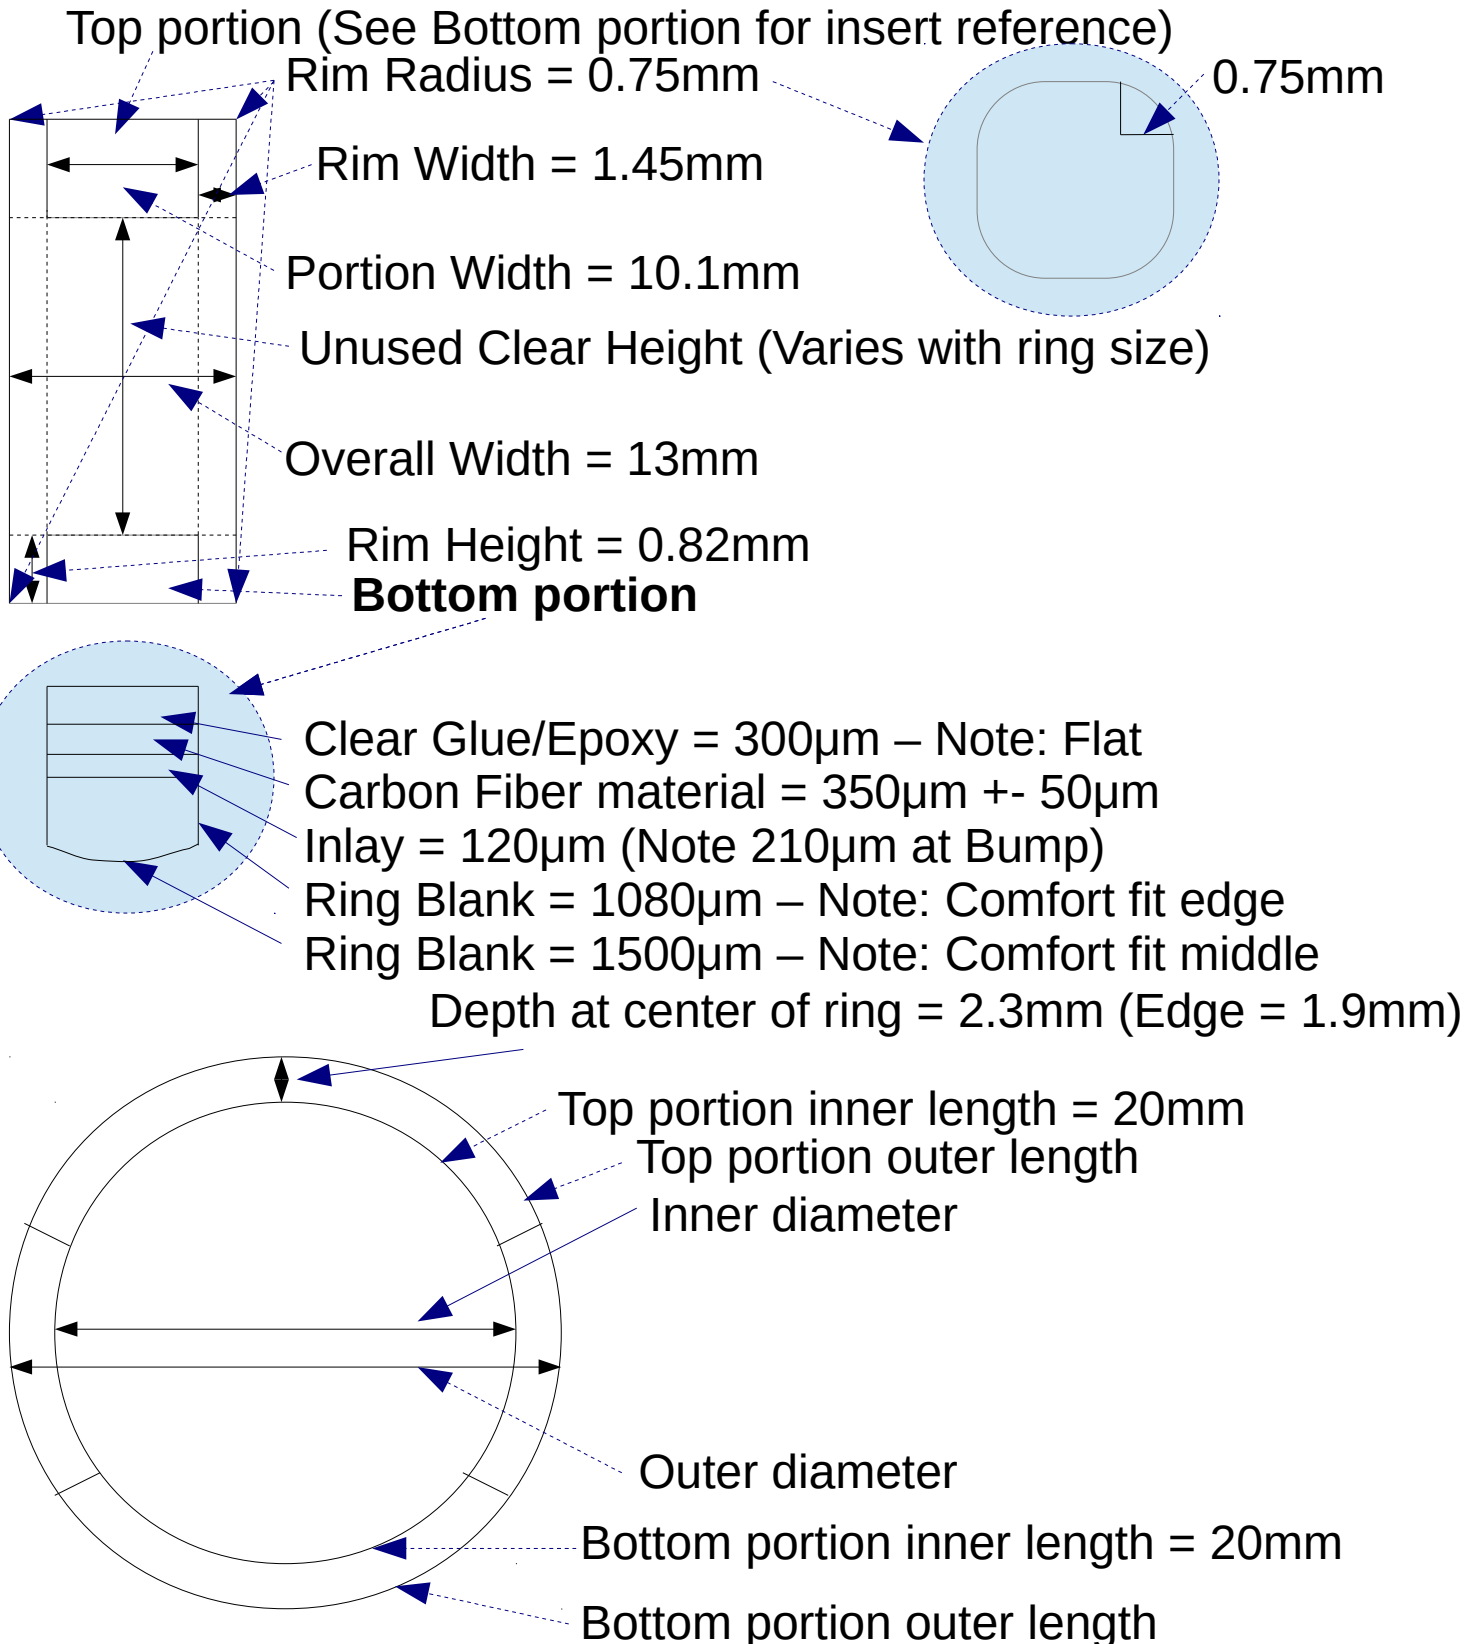 Top portion (See Bottom portion for insert reference)
Rim Radius = 0.75mm
0.75mm
Rim Width = 1.45mm
Portion Width = 10.1mm
Unused Clear Height (Varies with ring size)
Overall Width = 13mm
Rim Height = 0.82mm
Bottom portion
Clear Glue/Epoxy = 300μm – Note: Flat
Carbon Fiber material = 350μm +- 50μm
Inlay = 120μm (Note 210μm at Bump)
Ring Blank = 1080μm – Note: Comfort fit edge
Ring Blank = 1500μm – Note: Comfort fit middle
Depth at center of ring = 2.3mm (Edge = 1.9mm)
Top portion inner length = 20mm
Top portion outer length
Inner diameter
Outer diameter
Bottom portion inner length = 20mm
Bottom portion outer length